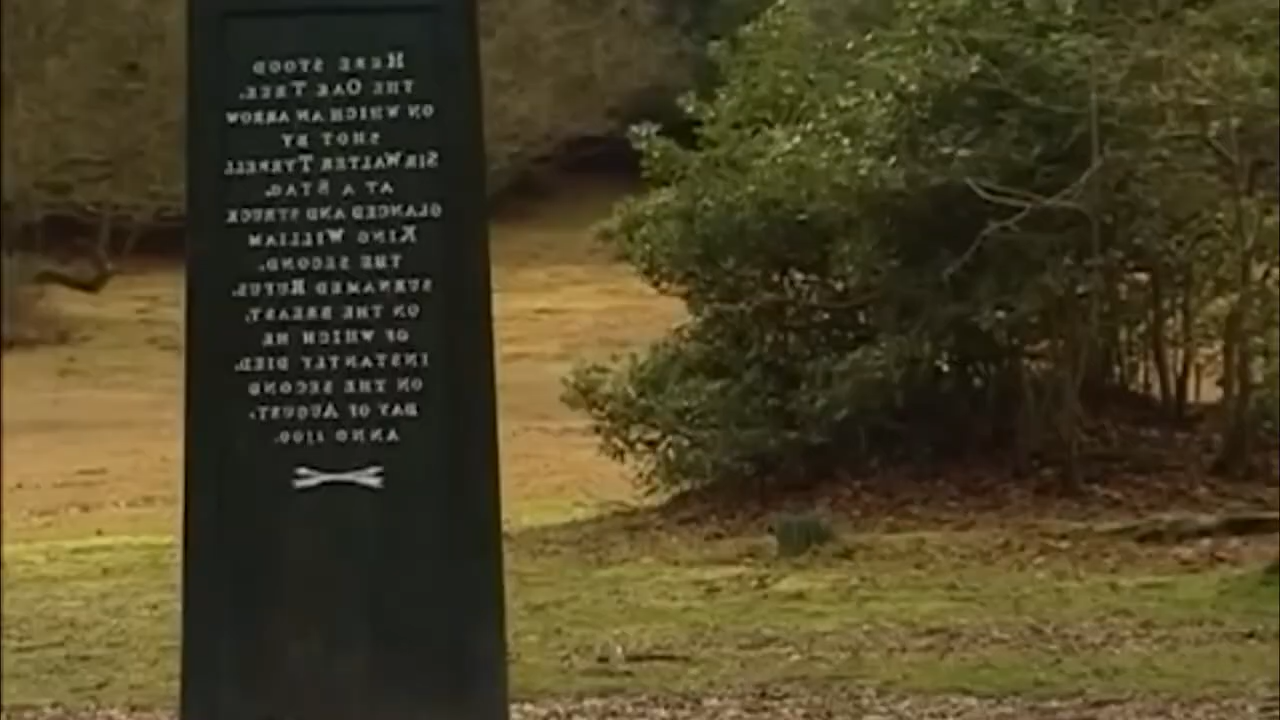 HERE STOOD
THE OAK TREE,
ON WHICH AN ARROW
SHOT BY
SIR WALTER TYRRELL
AT A STAG,
GLANCED AND STRUCK
KING WILLIAM
THE SECOND,
SURNAMED RUFUS,
ON THE BREAST,
OF WHICH HE
INSTANTLY DIED,
ON THE SECOND
DAY OF AUGUST,
ANNO 1100.